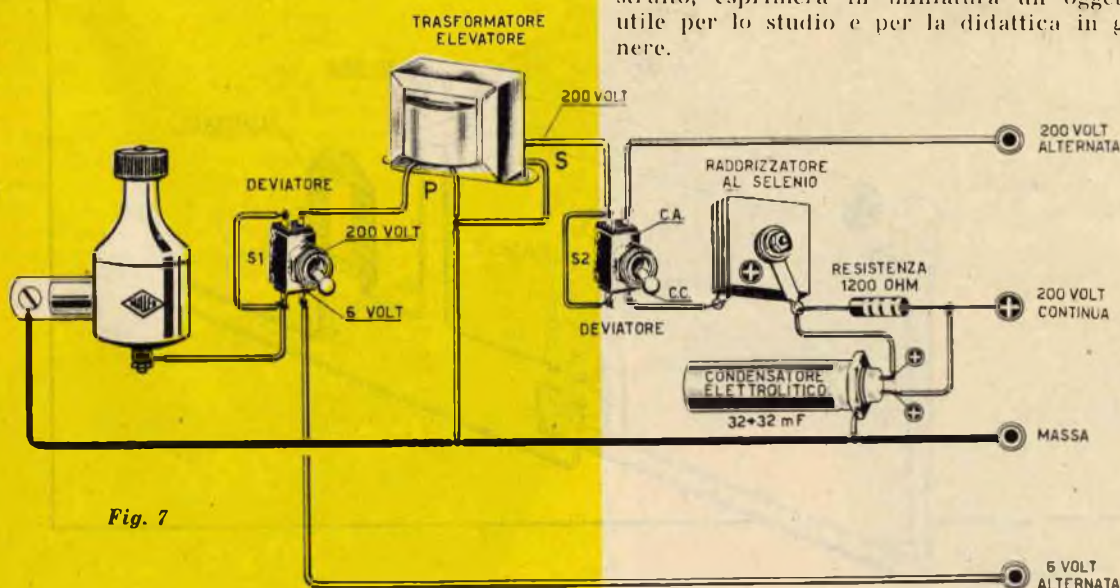 utile per lo studio e per la didattica in
nere.
TRASFORMATORE
ELEVATORE
200 VOLT
S
P
DEVIATORE
S1
200 VOLT
6 VOLT
C.A.
S2
C.C.
DEVIATORE
RADDRIZZATORE
AL SELENIO
RESISTENZA
1200 OHM
CONDENSATORE
ELETTROLITICO
32+32 mF
200 VOLT
ALTERNATA
200 VOLT
CONTINUA
MASSA
6 VOLT
ALTERNATA
Fig. 7